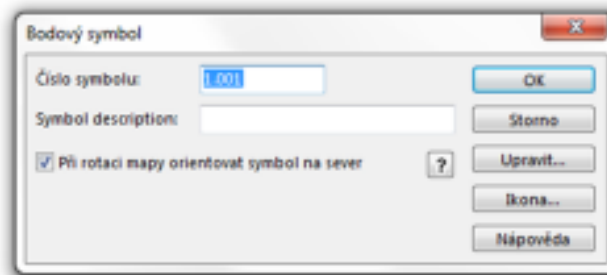 Bodový symbol
Číslo symbolu: 1.001
OK
Symbol description:
Storno
Při rotaci mapy orientovat symbol na sever ?
Upravit...
Ikona...
Nápověda